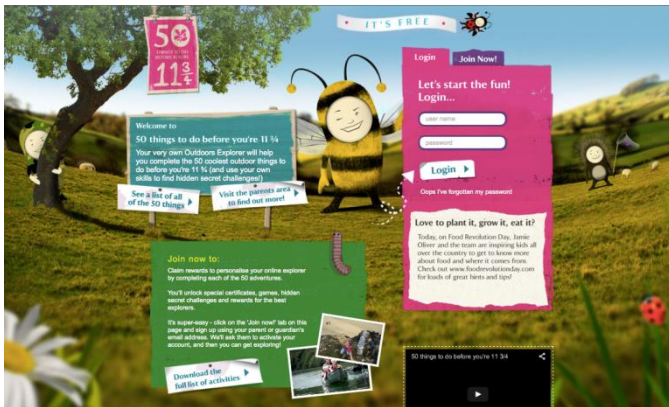 IT'S FREE
50
THINGS TO DO
BEFORE YOU'RE
11¾
Login
Join Now!
Let's start the fun!
Login...
user name
password
Login
Oops I've forgotten my password
Welcome to
50 things to do before you're 11 ¾
Your very own Outdoors Explorer will help
you complete the 50 coolest outdoor things to
do before you're 11 ¾ (and use your own
skills to find hidden secret challenges!)
See a list of all
of the 50 things
Visit the parents area
to find out more!
Love to plant it, grow it, eat it?
Today, on Food Revolution Day, Jamie
Oliver and the team are inspiring kids all
over the country to get to know more
about food and where it comes from.
Check out www.foodrevolutionday.com
for loads of great hints and tips!
Join now to:
Claim rewards to personalise your online explorer
by completing each of the 50 adventures.
You'll unlock special certificates, games, hidden
secret challenges and rewards for the best
explorers.
It's super-easy - click on the 'Join now!' tab on this
page and sign up using your parent or guardian's
email address. We'll ask them to activate your
account, and then you can get exploring!
Download the
full list of activities
50 things to do before you're 11 3/4